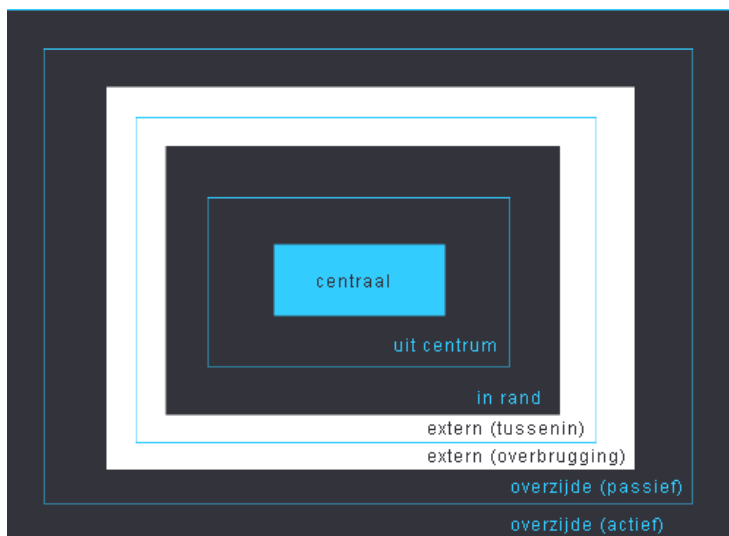 centraal
uit centrum
in rand
extern (tussenin)
extern (overbrugging)
overzijde (passief)
overzijde (actief)